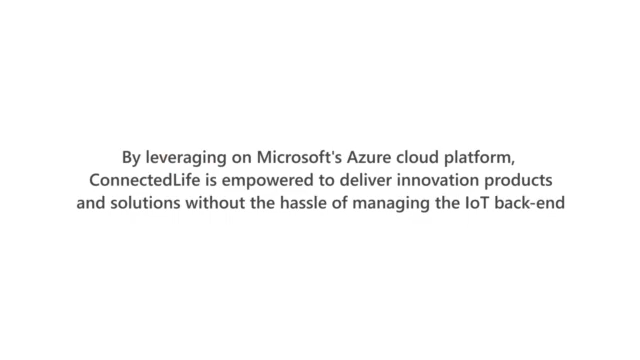 By leveraging on Microsoft's Azure cloud platform,
ConnectedLife is empowered to deliver innovation products
and solutions without the hassle of managing the IoT back-end